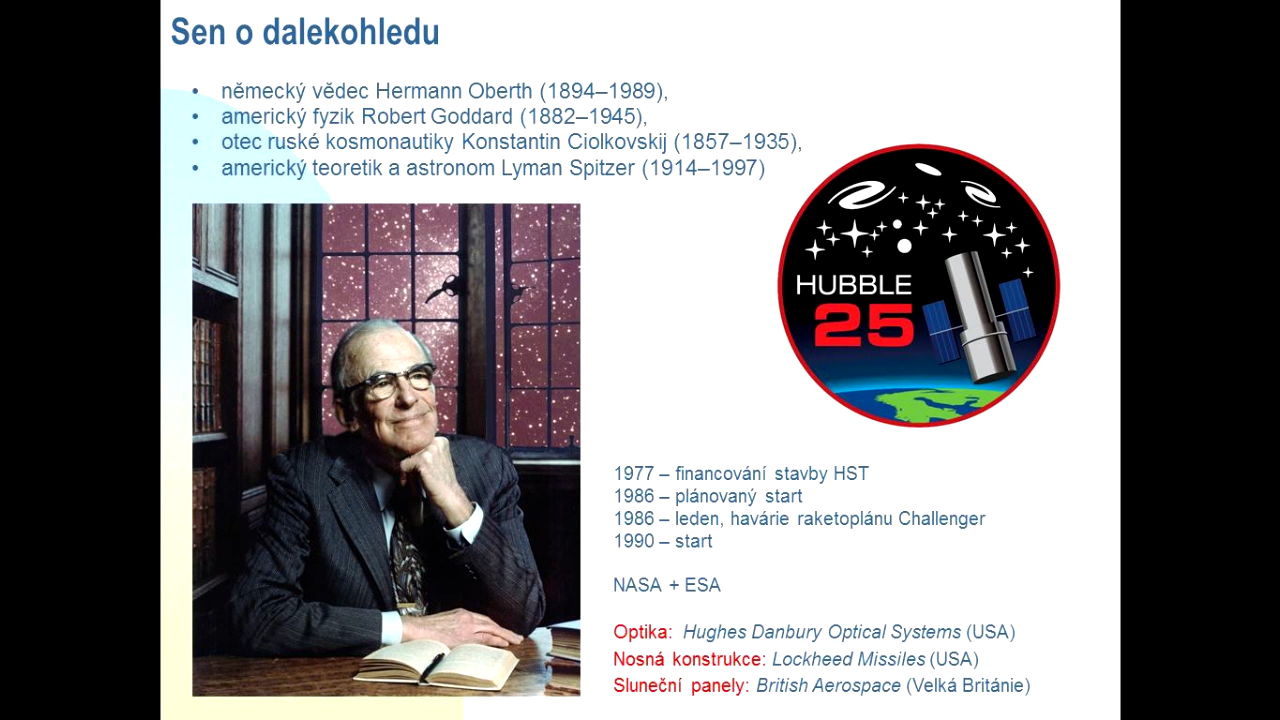 Sen o dalekohledu
• německý vědec Hermann Oberth (1894–1989),
• americký fyzik Robert Goddard (1882–1945),
• otec ruské kosmonautiky Konstantin Ciolkovskij (1857–1935),
• americký teoretik a astronom Lyman Spitzer (1914–1997)
HUBBLE
25
1977 – financování stavby HST
1986 – plánovaný start
1986 – leden, havárie raketoplánu Challenger
1990 – start
NASA + ESA
Optika: Hughes Danbury Optical Systems (USA)
Nosná konstrukce: Lockheed Missiles (USA)
Sluneční panely: British Aerospace (Velká Británie)